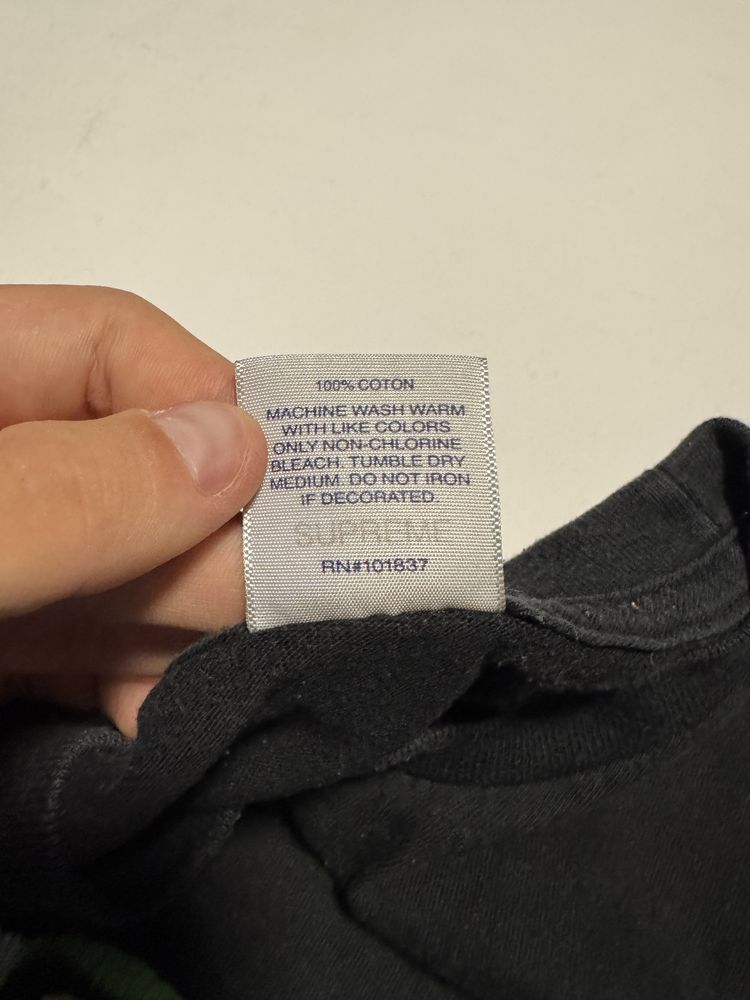 100% COTON
MACHINE WASH WARM
WITH LIKE COLORS
ONLY NON-CHLORINE
BLEACH. TUMBLE DRY
MEDIUM. DO NOT IRON
IF DECORATED.
SUPREME
RN#101837